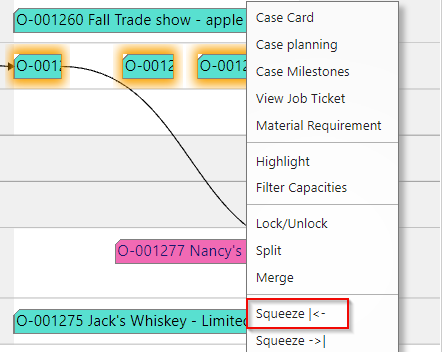 O-001260 Fall Trade show - apple
O-0012 O-0012 O-0012
O-001277 Nancy's
O-001275 Jack's Whiskey - Limited
Case Card
Case planning
Case Milestones
View Job Ticket
Material Requirement
Highlight
Filter Capacities
Lock/Unlock
Split
Merge
Squeeze |<-
Squeeze ->|